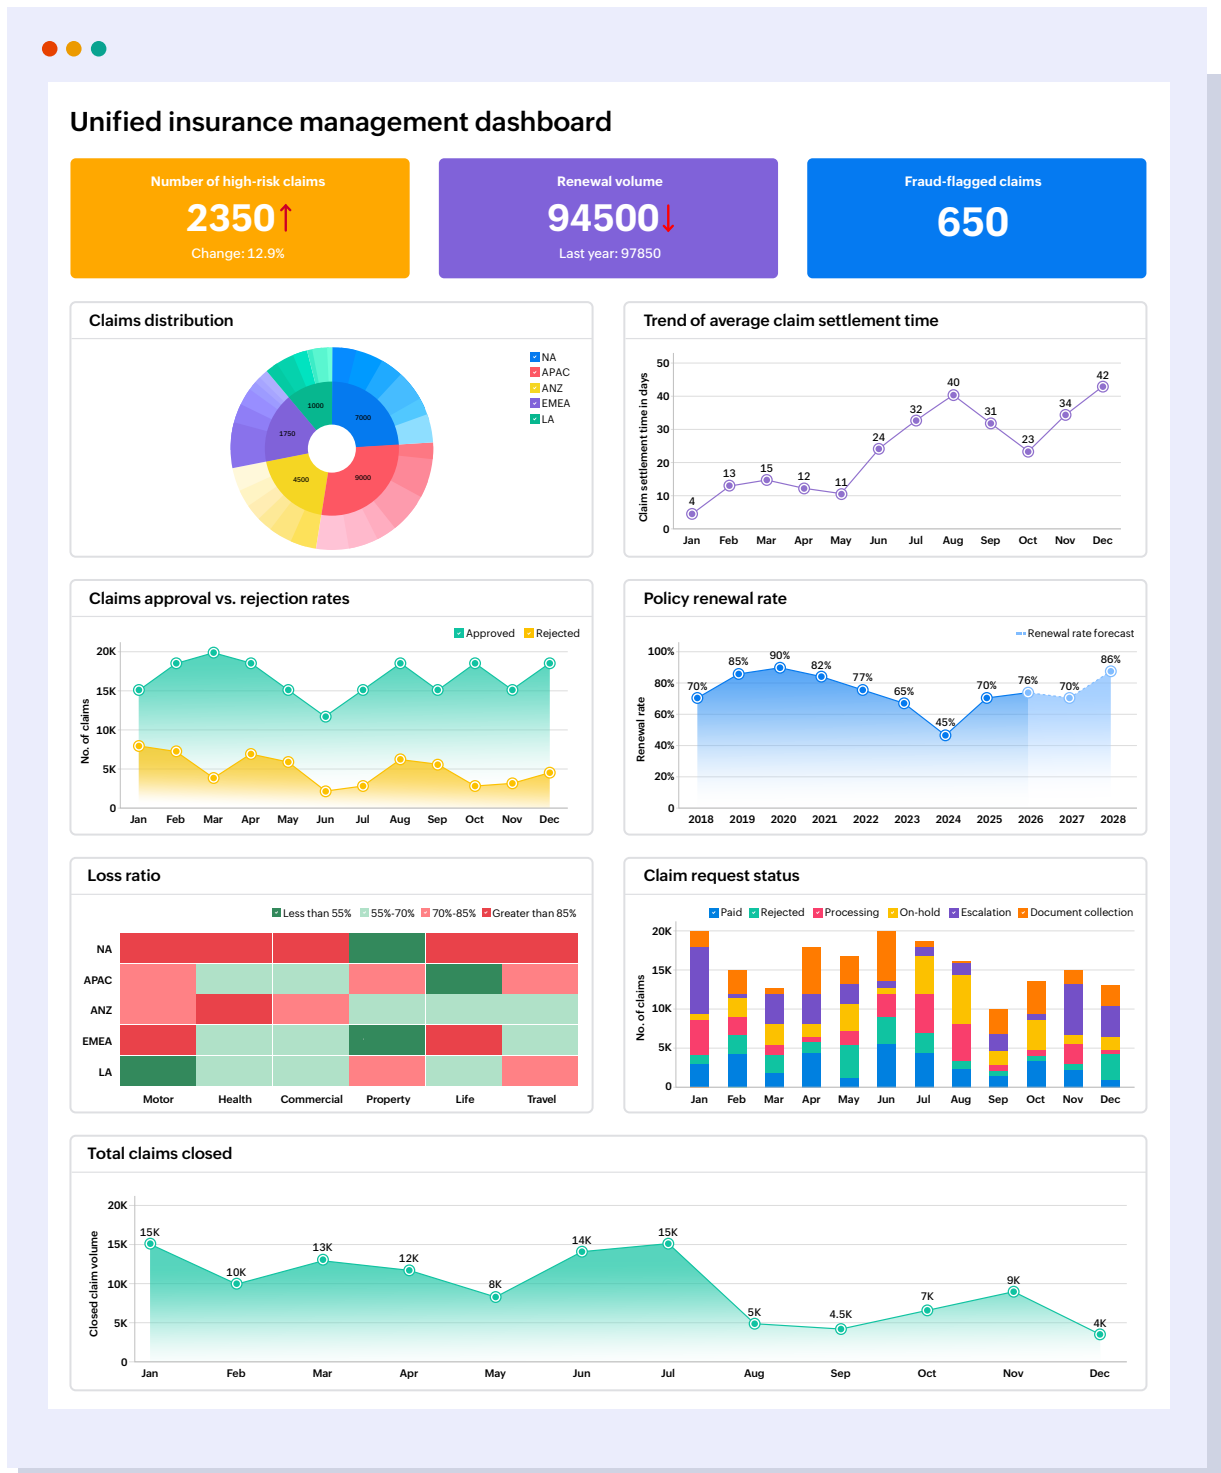 Unified insurance management dashboard
Number of high-risk claims
2350
Change: 12.9%
Renewal volume
94500
Last year: 97850
Fraud-flagged claims
650
Claims distribution
NA
APAC
ANZ
EMEA
LA
1000
7000
1750
4500
9000
Trend of average claim settlement time
Claim settlement time in days
50
40
30
20
10
0
4
13
15
12
11
24
32
40
31
23
34
42
Jan Feb Mar Apr May Jun Jul Aug Sep Oct Nov Dec
Claims approval vs. rejection rates
Approved Rejected
No. of claims
20K
15K
10K
5K
0
Jan Feb Mar Apr May Jun Jul Aug Sep Oct Nov Dec
Policy renewal rate
Renewal rate forecast
Renewal rate
100%
80%
60%
40%
20%
0
70%
85%
90%
82%
77%
65%
45%
70%
76%
70%
86%
2018 2019 2020 2021 2022 2023 2024 2025 2026 2027 2028
Loss ratio
Less than 55% 55%-70% 70%-85% Greater than 85%
NA
APAC
ANZ
EMEA
LA
Motor Health Commercial Property Life Travel
Claim request status
Paid Rejected Processing On-hold Escalation Document collection
No. of claims
20K
15K
10K
5K
0
Jan Feb Mar Apr May Jun Jul Aug Sep Oct Nov Dec
Total claims closed
Closed claim volume
20K
15K
10K
5K
0
15K
10K
13K
12K
8K
14K
15K
5K
4.5K
7K
9K
4K
Jan Feb Mar Apr May Jun Jul Aug Sep Oct Nov Dec